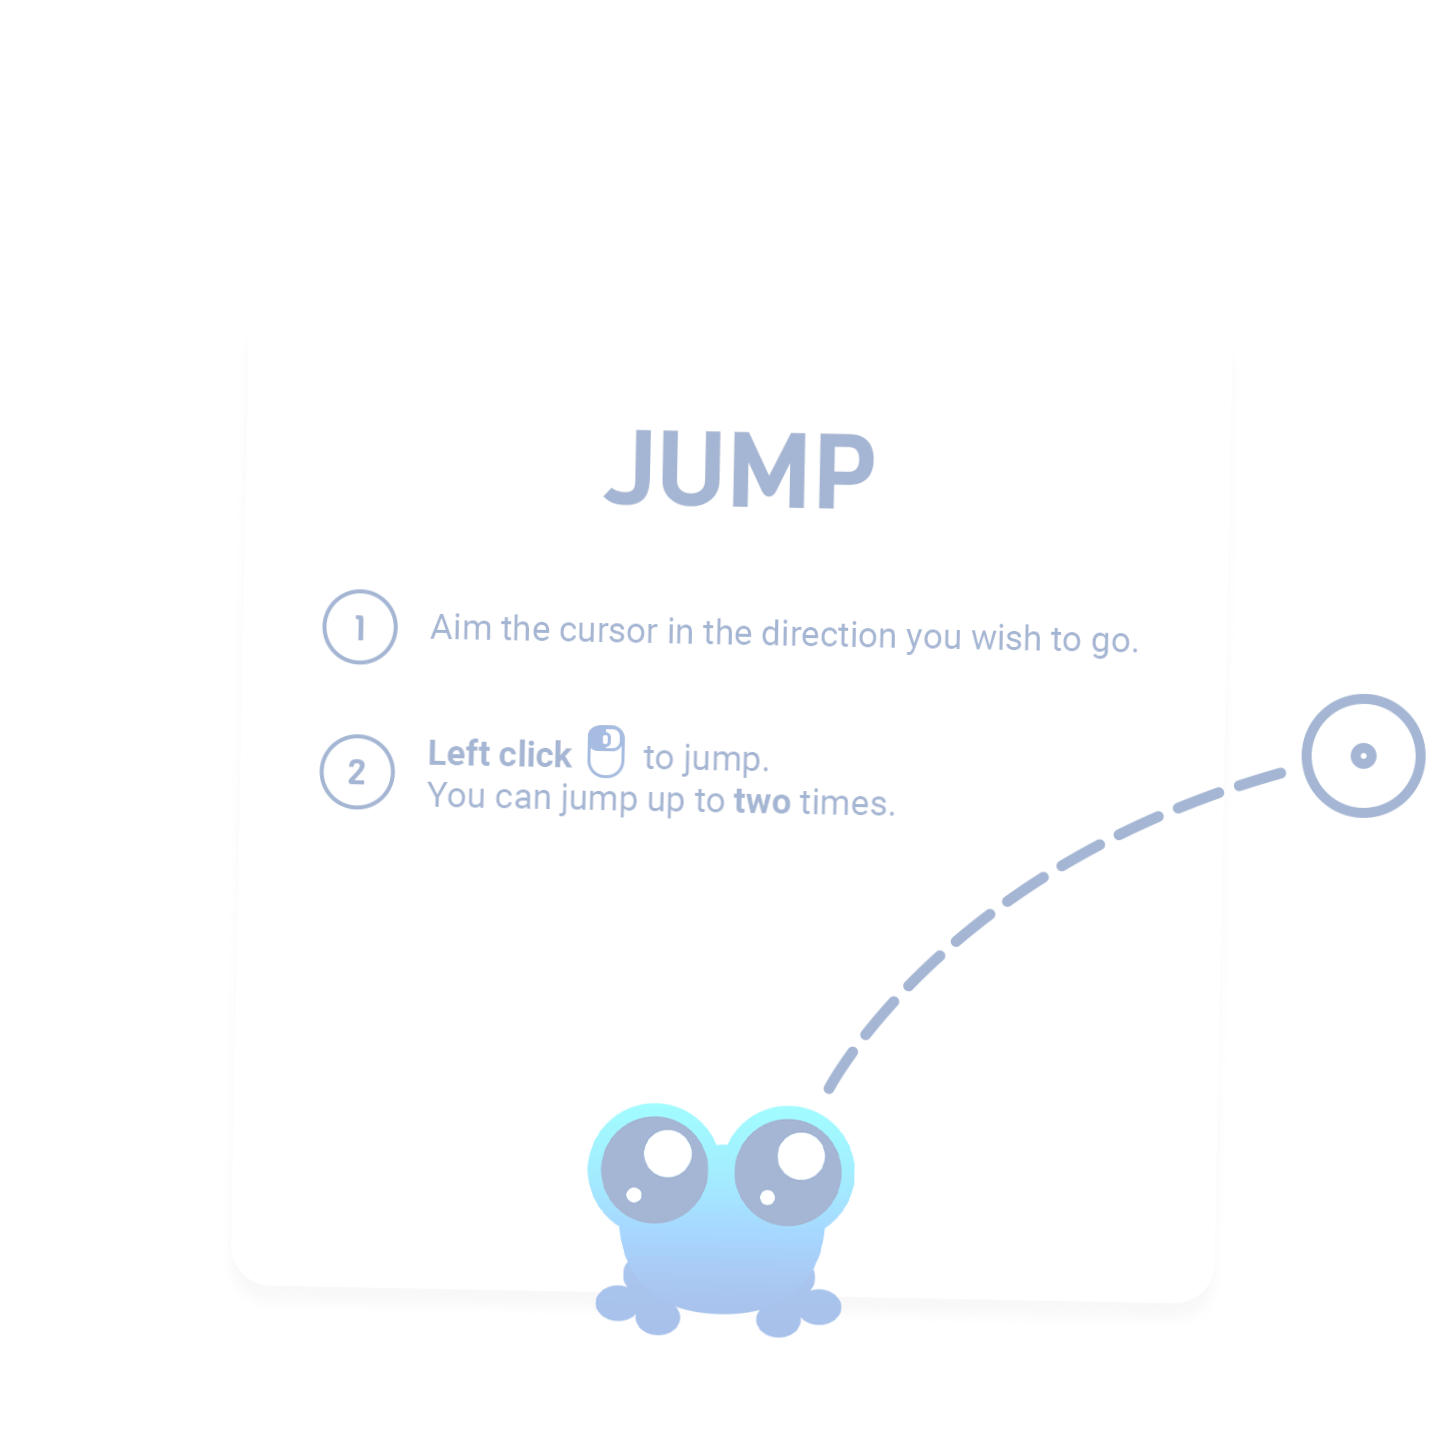 JUMP
1 Aim the cursor in the direction you wish to go.
2 Left click to jump.
You can jump up to two times.